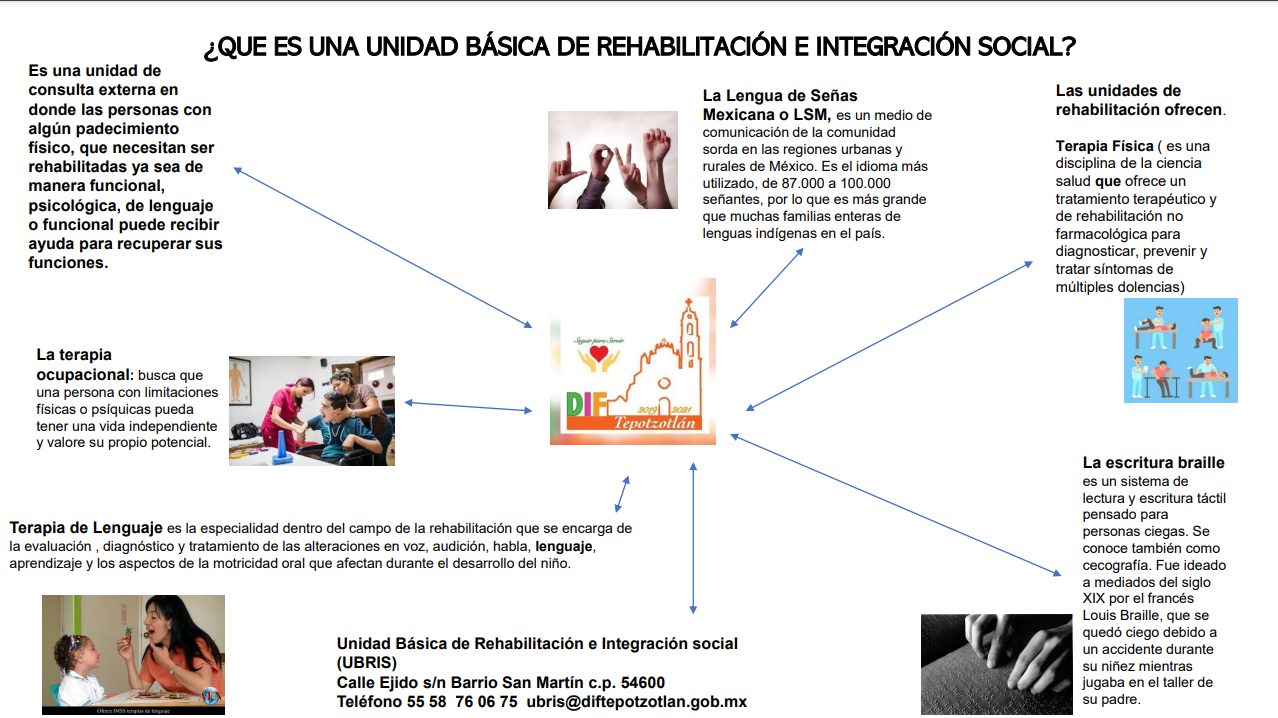 ¿QUE ES UNA UNIDAD BÁSICA DE REHABILITACIÓN E INTEGRACIÓN SOCIAL?
Es una unidad de
consulta externa en
donde las personas con
algún padecimiento
físico, que necesitan ser
rehabilitadas ya sea de
manera funcional,
psicológica, de lenguaje
o funcional puede recibir
ayuda para recuperar sus
funciones.
La Lengua de Señas
Mexicana o LSM, es un medio de
comunicación de la comunidad
sorda en las regiones urbanas y
rurales de México. Es el idioma más
utilizado, de 87.000 a 100.000
señantes, por lo que es más grande
que muchas familias enteras de
lenguas indígenas en el país.
Las unidades de
rehabilitación ofrecen.
Terapia Física ( es una
disciplina de la ciencia
salud que ofrece un
tratamiento terapéutico y
de rehabilitación no
farmacológica para
diagnosticar, prevenir y
tratar síntomas de
múltiples dolencias)
Seguir para Servir
DIF
2019 2021
Tepotzotlán
La terapia
ocupacional: busca que
una persona con limitaciones
físicas o psíquicas pueda
tener una vida independiente
y valore su propio potencial.
Terapia de Lenguaje es la especialidad dentro del campo de la rehabilitación que se encarga de
la evaluación , diagnóstico y tratamiento de las alteraciones en voz, audición, habla, lenguaje,
aprendizaje y los aspectos de la motricidad oral que afectan durante el desarrollo del niño.
Ofrece IMSS terapias de lenguaje
La escritura braille
es un sistema de
lectura y escritura táctil
pensado para
personas ciegas. Se
conoce también como
cecografía. Fue ideado
a mediados del siglo
XIX por el francés
Louis Braille, que se
quedó ciego debido a
un accidente durante
su niñez mientras
jugaba en el taller de
su padre.
Unidad Básica de Rehabilitación e Integración social
(UBRIS)
Calle Ejido s/n Barrio San Martín c.p. 54600
Teléfono 55 58 76 06 75 ubris@diftepotzotlan.gob.mx